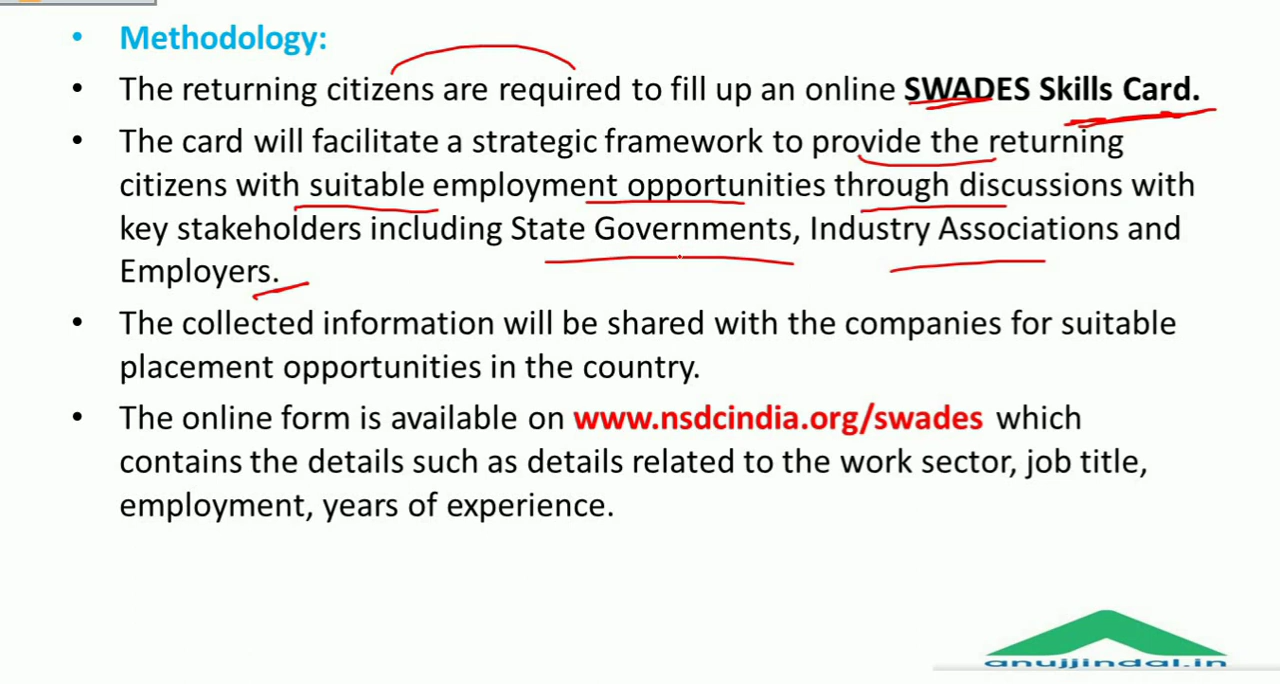 • Methodology:
• The returning citizens are required to fill up an online SWADES Skills Card.
• The card will facilitate a strategic framework to provide the returning
citizens with suitable employment opportunities through discussions with
key stakeholders including State Governments, Industry Associations and
Employers.
• The collected information will be shared with the companies for suitable
placement opportunities in the country.
• The online form is available on www.nsdcindia.org/swades which
contains the details such as details related to the work sector, job title,
employment, years of experience.
anujjindal.in